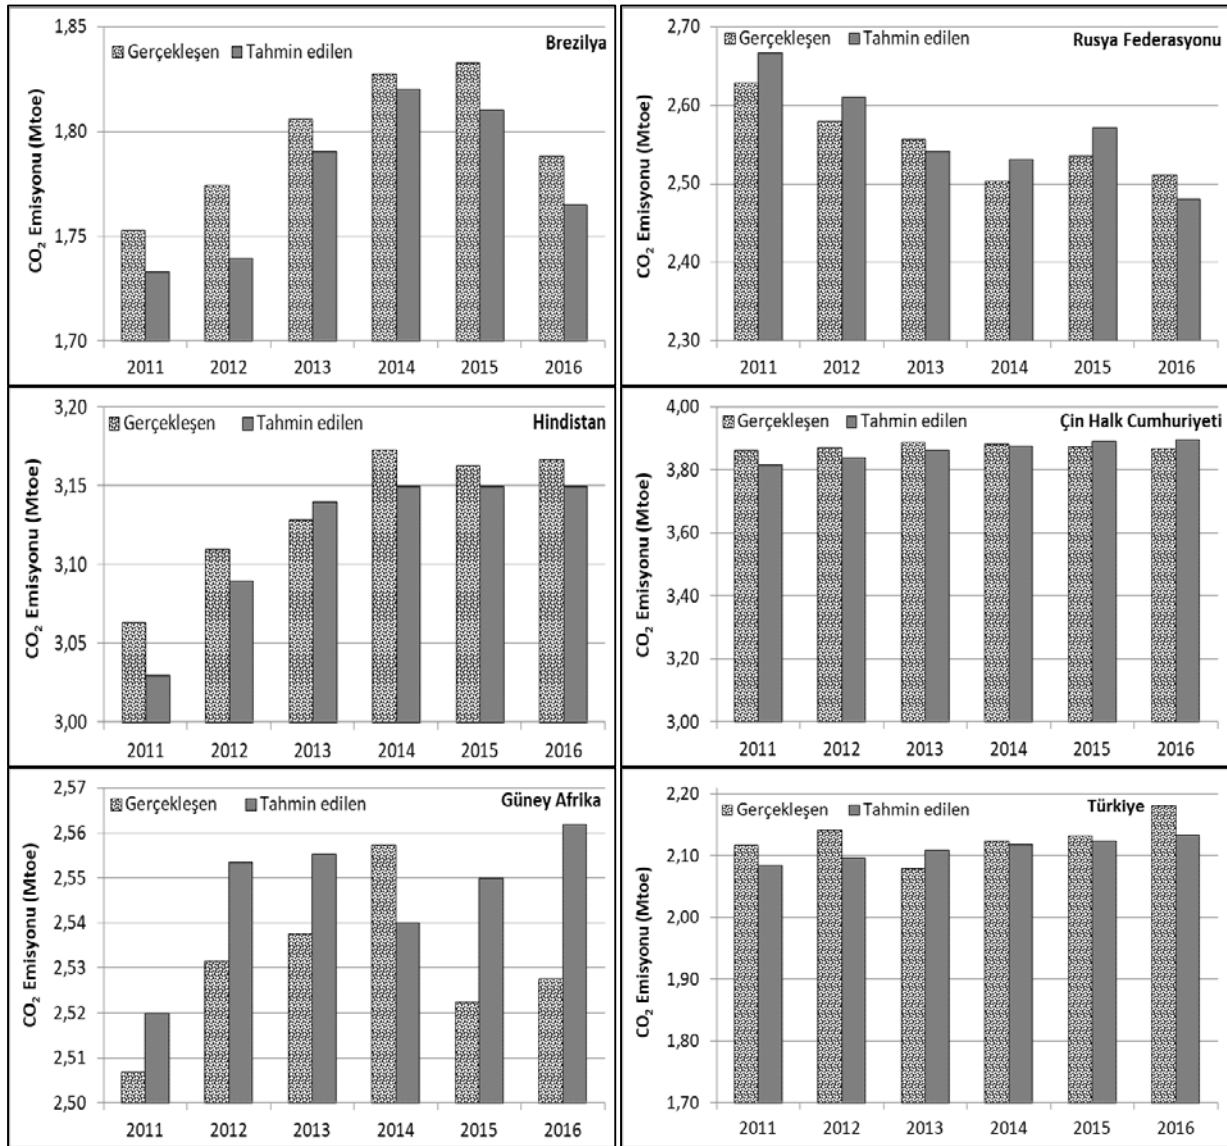 1,85
Gerçekleşen Tahmin edilen Brezilya
1,80
1,75
1,70
CO₂ Emisyonu (Mtoe)
2011 2012 2013 2014 2015 2016
2,70
Gerçekleşen Tahmin edilen Rusya Federasyonu
2,60
2,50
2,40
2,30
CO₂ Emisyonu (Mtoe)
2011 2012 2013 2014 2015 2016
3,20
Gerçekleşen Tahmin edilen Hindistan
3,15
3,10
3,05
3,00
CO₂ Emisyonu (Mtoe)
2011 2012 2013 2014 2015 2016
4,00
Gerçekleşen Tahmin edilen Çin Halk Cumhuriyeti
3,80
3,60
3,40
3,20
3,00
CO₂ Emisyonu (Mtoe)
2011 2012 2013 2014 2015 2016
2,57
Gerçekleşen Tahmin edilen Güney Afrika
2,56
2,55
2,54
2,53
2,52
2,51
2,50
CO₂ Emisyonu (Mtoe)
2011 2012 2013 2014 2015 2016
2,20
Gerçekleşen Tahmin edilen Türkiye
2,10
2,00
1,90
1,80
1,70
CO₂ Emisyonu (Mtoe)
2011 2012 2013 2014 2015 2016